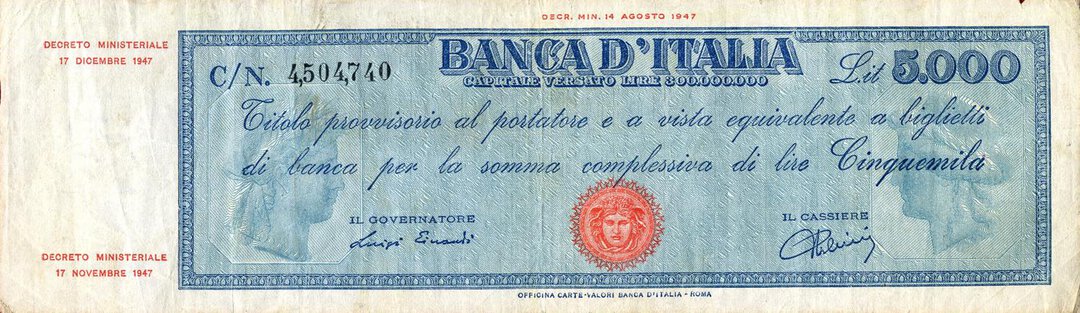 DECR. MIN. 14 AGOSTO 1947
DECRETO MINISTERIALE
17 DICEMBRE 1947
BANCA D'ITALIA
CAPITALE VERSATO LIRE 300.000.000
C/N. 4,504,740
Lit 5.000
Titolo provvisorio al portatore e a vista equivalente a biglietti
di banca per la somma complessiva di lire Cinquemila
IL GOVERNATORE
Luigi Einaudi
IL CASSIERE
DECRETO MINISTERIALE
17 NOVEMBRE 1947
OFFICINA CARTE-VALORI BANCA D'ITALIA - ROMA